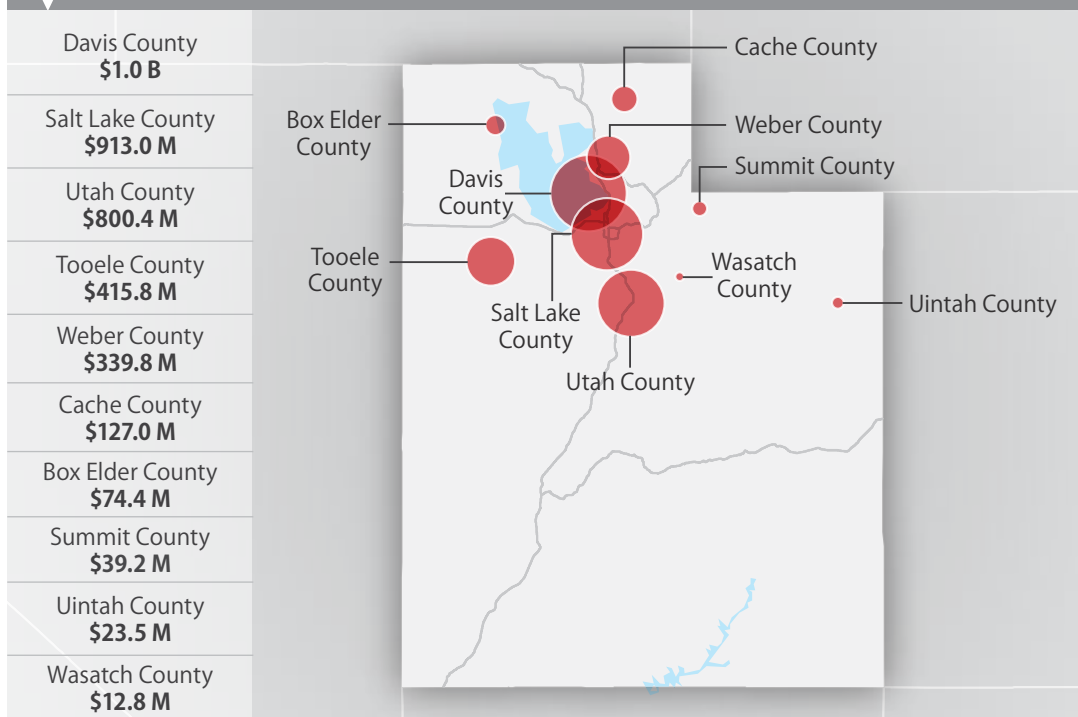 Davis County
$1.0 B
Salt Lake County
$913.0 M
Utah County
$800.4 M
Tooele County
$415.8 M
Weber County
$339.8 M
Cache County
$127.0 M
Box Elder County
$74.4 M
Summit County
$39.2 M
Uintah County
$23.5 M
Wasatch County
$12.8 M
Cache County
Box Elder
County
Weber County
Summit County
Davis
County
Tooele
County
Wasatch
County
Salt Lake
County
Uintah County
Utah County